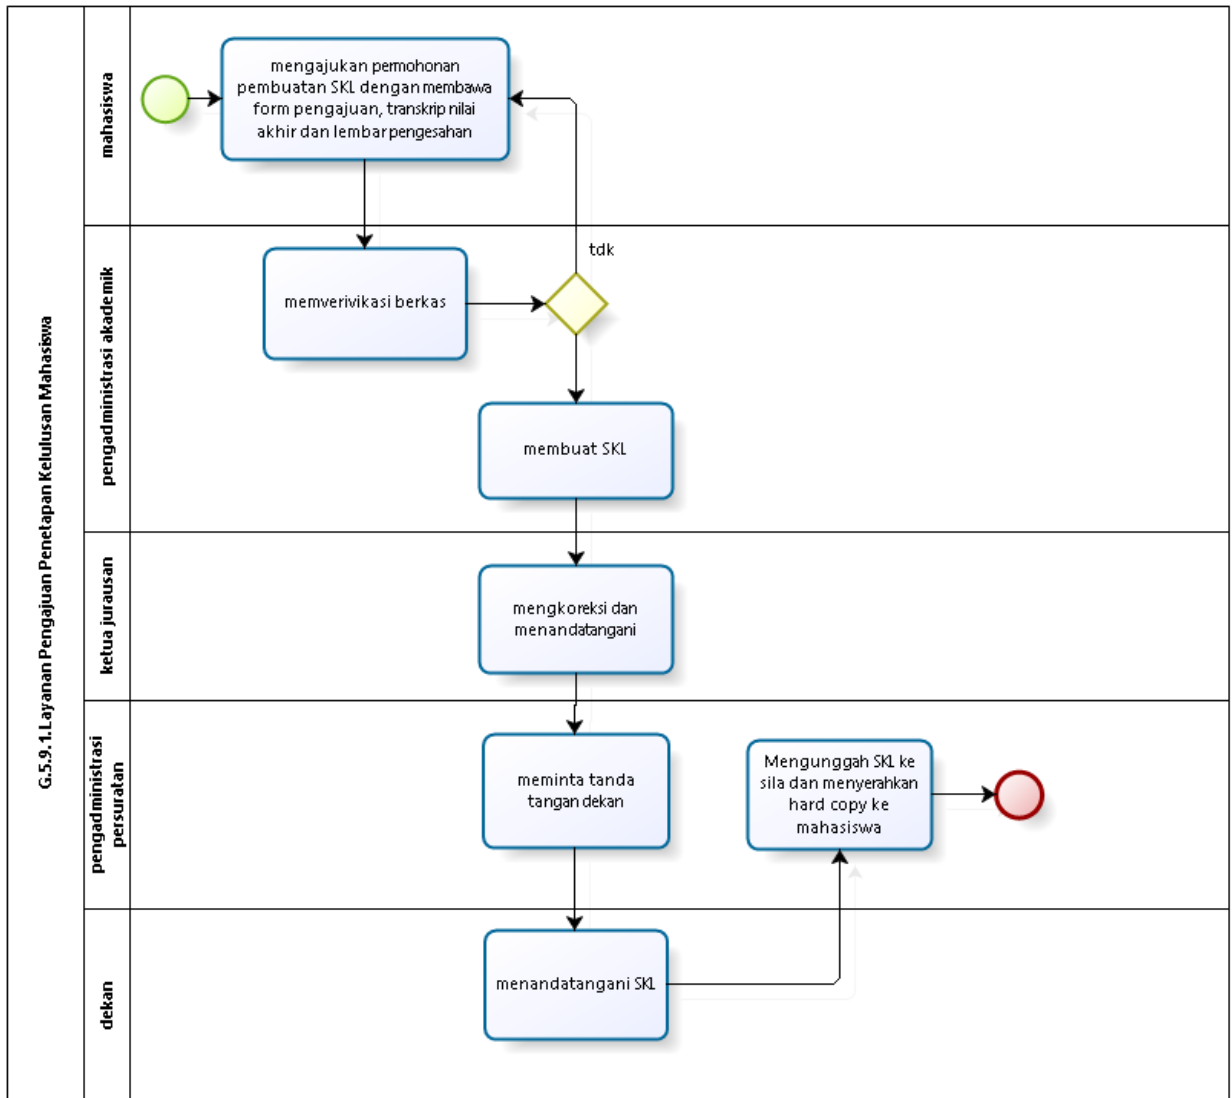 G.5.9.1.Layanan Pengajuan Penetapan Kelulusan Mahasiswa
mahasiswa
mengajukan permohonan
pembuatan SKL dengan membawa
form pengajuan, transkrip nilai
akhir dan lembar pengesahan
pengadministrasi akademik
memverivikasi berkas
tdk
membuat SKL
ketua jurausan
mengkoreksi dan
menandatangani
pengadministrasi
persuratan
meminta tanda
tangan dekan
Mengunggah SKL ke
sila dan menyerahkan
hard copy ke
mahasiswa
dekan
menandatangani SKL